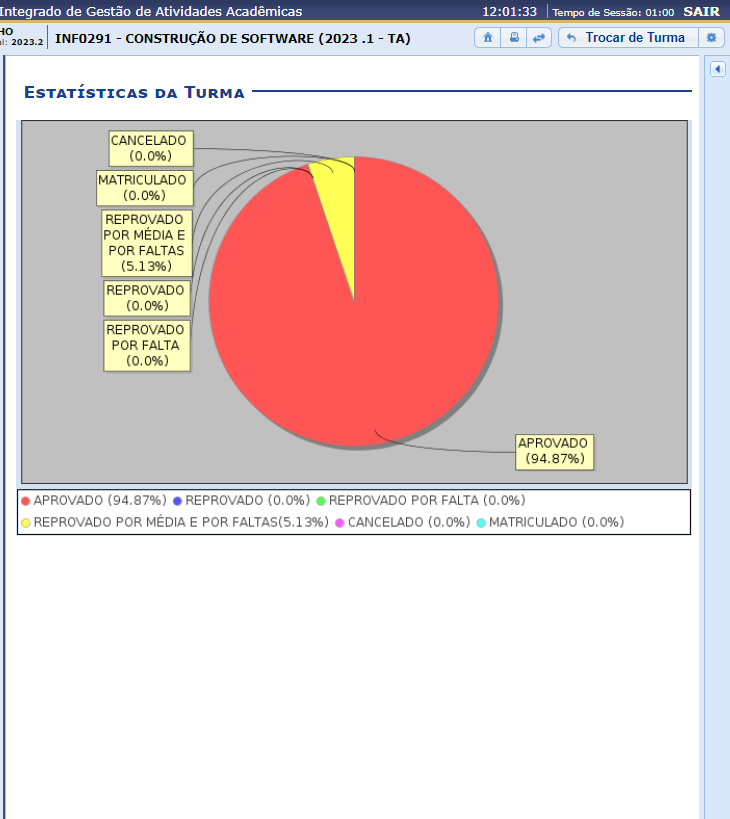 Integrado de Gestão de Atividades Acadêmicas 12:01:33 Tempo de Sessão: 01:00 SAIR
HO
el: 2023.2 INF0291 - CONSTRUÇÃO DE SOFTWARE (2023 .1 - TA) Trocar de Turma
Estatísticas da Turma
CANCELADO
(0.0%)
MATRICULADO
(0.0%)
REPROVADO
POR MÉDIA E
POR FALTAS
(5.13%)
REPROVADO
(0.0%)
REPROVADO
POR FALTA
(0.0%)
APROVADO
(94.87%)
APROVADO (94.87%) REPROVADO (0.0%) REPROVADO POR FALTA (0.0%)
REPROVADO POR MÉDIA E POR FALTAS(5.13%) CANCELADO (0.0%) MATRICULADO (0.0%)